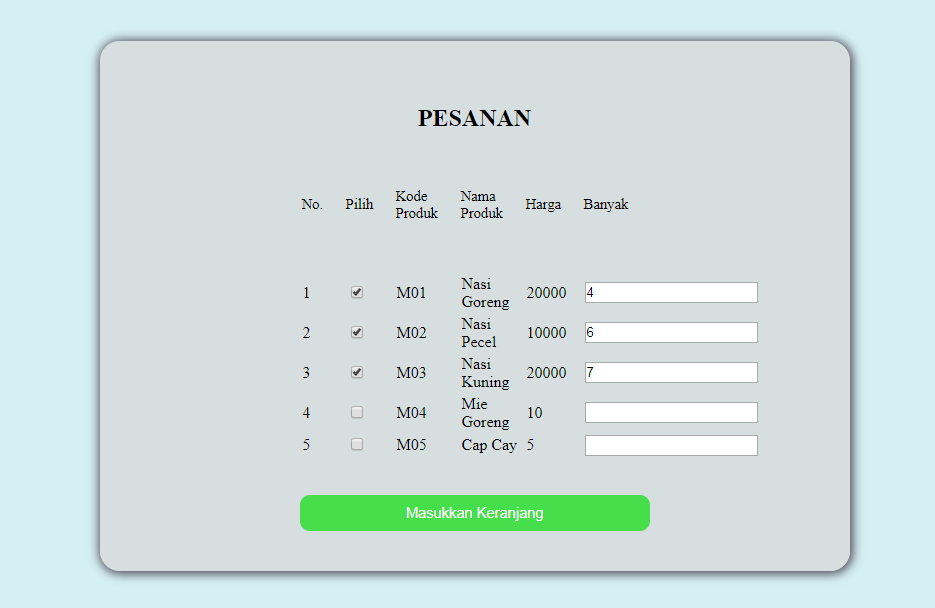 PESANAN
No. Pilih Kode Produk Nama Produk Harga Banyak
1 M01 Nasi Goreng 20000 4
2 M02 Nasi Pecel 10000 6
3 M03 Nasi Kuning 20000 7
4 M04 Mie Goreng 10
5 M05 Cap Cay 5
Masukkan Keranjang